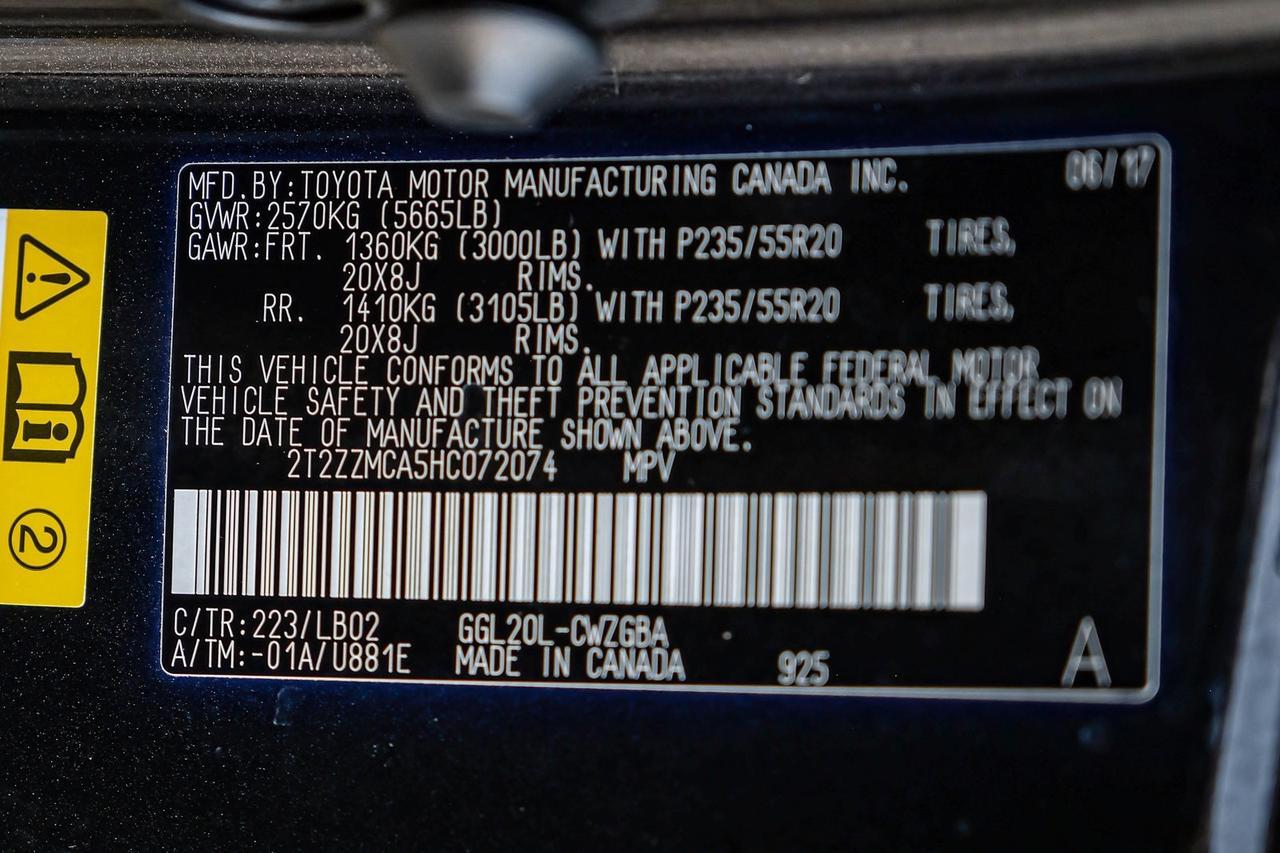 MFD.BY:TOYOTA MOTOR MANUFACTURING CANADA INC. 06/17
GVWR:2570KG (5665LB)
GAWR:FRT. 1360KG (3000LB) WITH P235/55R20 TIRES,
20X8J RIMS.
RR. 1410KG (3105LB) WITH P235/55R20 TIRES,
20X8J RIMS.
THIS VEHICLE CONFORMS TO ALL APPLICABLE FEDERAL MOTOR
VEHICLE SAFETY AND THEFT PREVENTION STANDARDS IN EFFECT ON
THE DATE OF MANUFACTURE SHOWN ABOVE.
2T2ZZMCA5HC072074 MPV
C/TR:223/LB02 GGL20L-CWZGBA
A/TM:-01A/U881E MADE IN CANADA 925 A
2